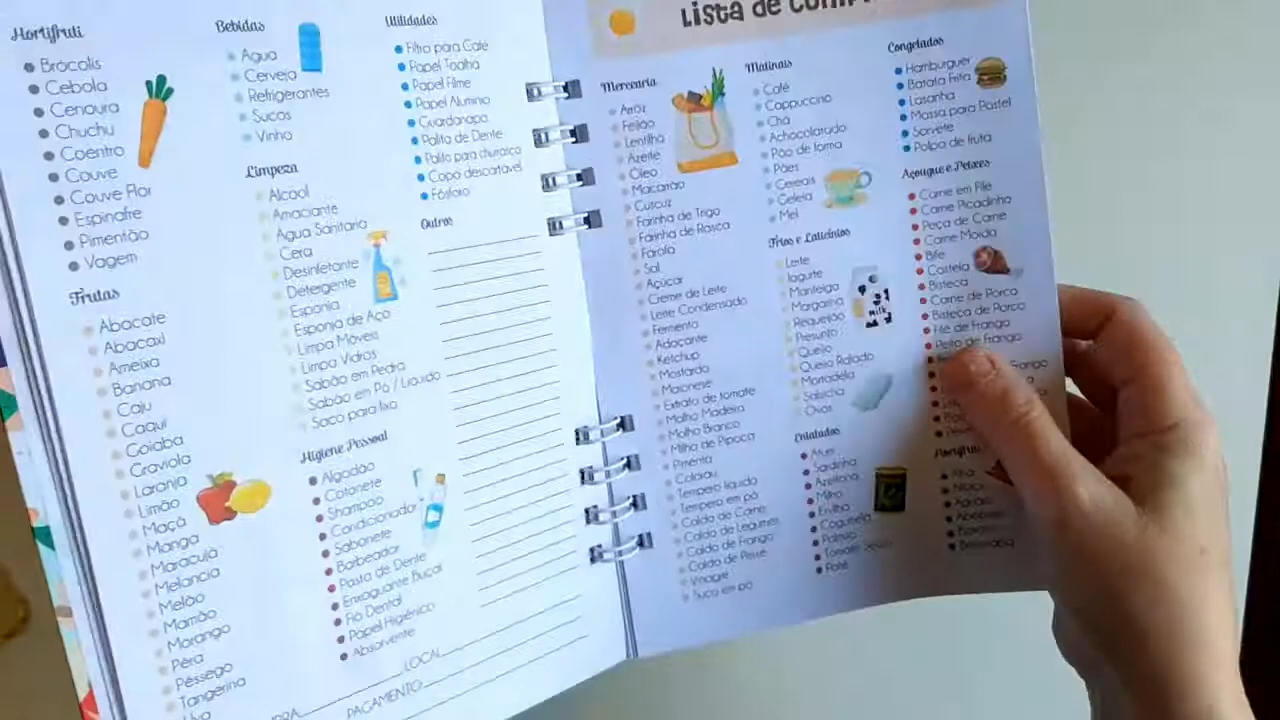 Hortifruti
Brócolis
Cebola
Cenoura
Chuchu
Coentro
Couve
Couve Flor
Espinafre
Pimentão
Vagem
Frutas
Abacate
Abacaxi
Ameixa
Banana
Caju
Caqui
Goiaba
Graviola
Laranja
Limão
Maçã
Manga
Maracujá
Melancia
Melão
Mamão
Morango
Pêra
Pêssego
Tangerina
Uva
Bebidas
Água
Cerveja
Refrigerantes
Sucos
Vinho
Limpeza
Álcool
Amaciante
Água Sanitária
Cera
Desinfetante
Detergente
Esponja
Esponja de Aço
Limpa Móveis
Limpa Vidros
Sabão em Pedra
Sabão em Pó / Líquido
Saco para lixo
Higiene Pessoal
Algodão
Cotonete
Shampoo
Condicionador
Sabonete
Barbeador
Pasta de Dente
Enxaguante Bucal
Fio Dental
Papel Higiênico
Absorvente
Utilidades
Filtro para Café
Papel Toalha
Papel Filme
Papel Alumino
Guardanapo
Palito de Dente
Palito para churrasco
Copo descartável
Fósforo
Outros
LOCAL
PAGAMENTO
Lista de
Mercearia
Arroz
Feijão
Lentilha
Azeite
Óleo
Macarrão
Cuscuz
Farinha de Trigo
Farinha de Rosca
Farofa
Sal
Açúcar
Creme de Leite
Leite Condensado
Fermento
Adoçante
Ketchup
Mostarda
Maionese
Extrato de tomate
Molho Madeira
Molho Branco
Milho de Pipoca
Pimenta
Colorau
Tempero líquido
Tempero em pó
Caldo de Carne
Caldo de Legumes
Caldo de Frango
Caldo de Peixe
Vinagre
Suco em pó
Matinais
Café
Cappuccino
Chá
Achocolatado
Pão de forma
Pães
Cereais
Geleia
Mel
Frios e Laticínios
Leite
Iogurte
Manteiga
Margarina
Requeijão
Presunto
Queijo
Queijo Ralado
Mortadela
Salsicha
Ovos
MILK
Enlatados
Atum
Sardinha
Azeitona
Milho
Ervilha
Cogumelo
Palmito
Tomate
Patê
Congelados
Hamburguer
Batata Frita
Lasanha
Massa para Pastel
Sorvete
Polpa de fruta
Açougue e Peixes
Carne em Filé
Carne Picadinho
Peça de Carne
Carne Moída
Bife
Costela
Bisteca
Carne de Porco
Bisteca de Porco
Filé de Frango
Peito de Frango
Frango